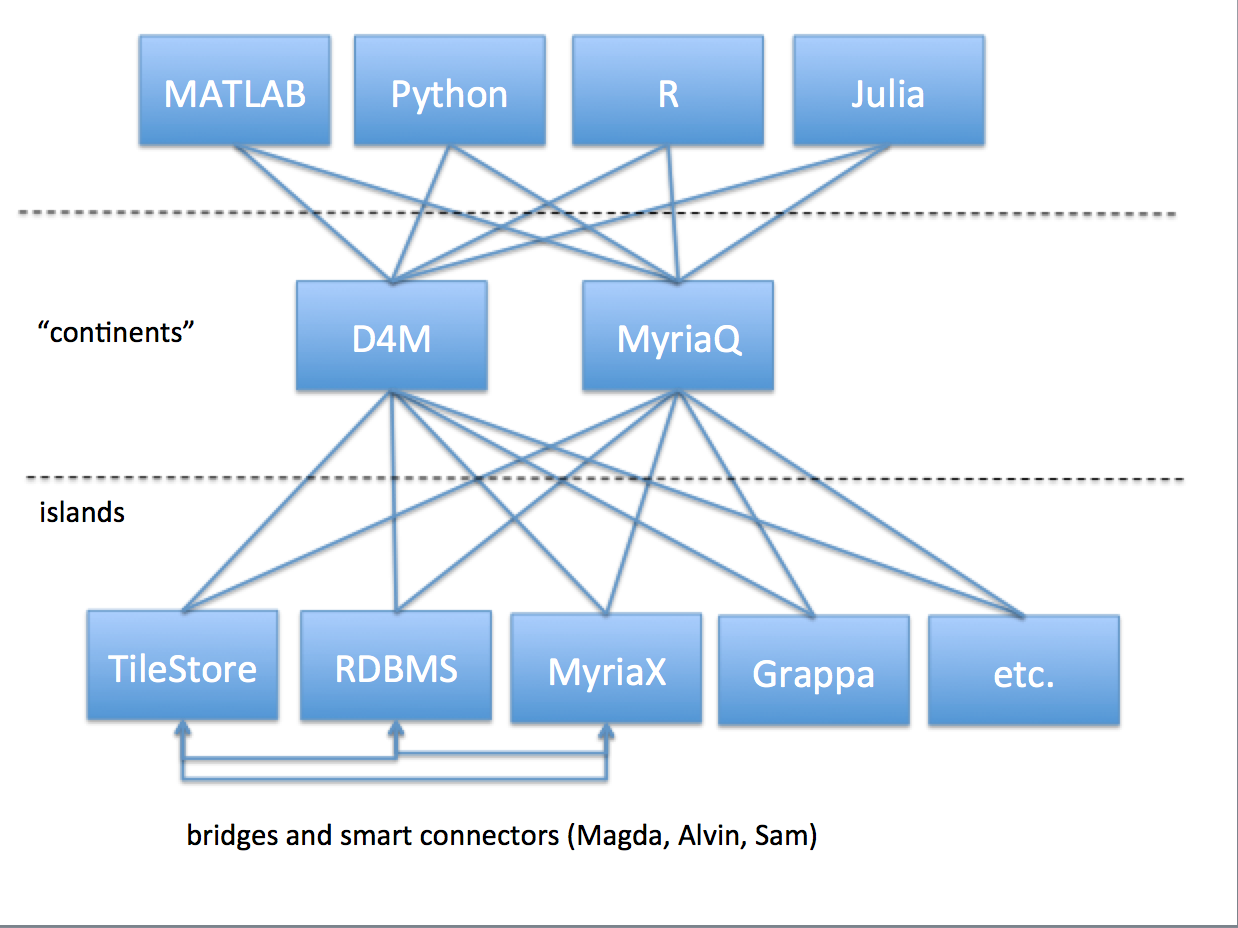 MATLAB
Python
R
Julia
“continents”
D4M
MyriaQ
islands
TileStore
RDBMS
MyriaX
Grappa
etc.
bridges and smart connectors (Magda, Alvin, Sam)